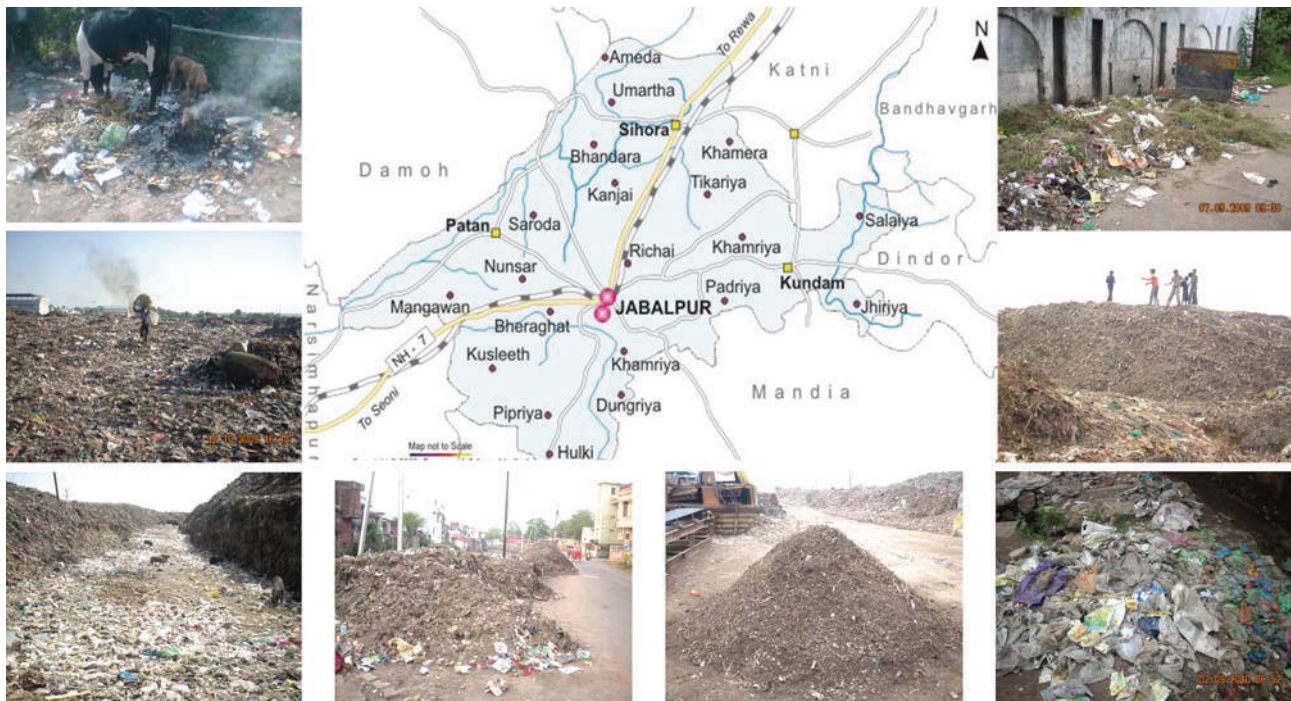 N
Ameda
To Rewa
Katni
Umartha
Bandhavgarh
Sihora
Bhandara
Khamera
Damoh
Kanjai
Tikariya
Saroda
Salaiya
Patan
Khamriya
Richai
Dindor
Nunsar
Kundam
Mangawan
Padriya
JABALPUR
Jhiriya
Bheraghat
Narsimhapur
NH - 7
Kusleeth
Khamriya
Mandia
To Seoni
Dungriya
Pipriya
Map not to Scale
Hulki